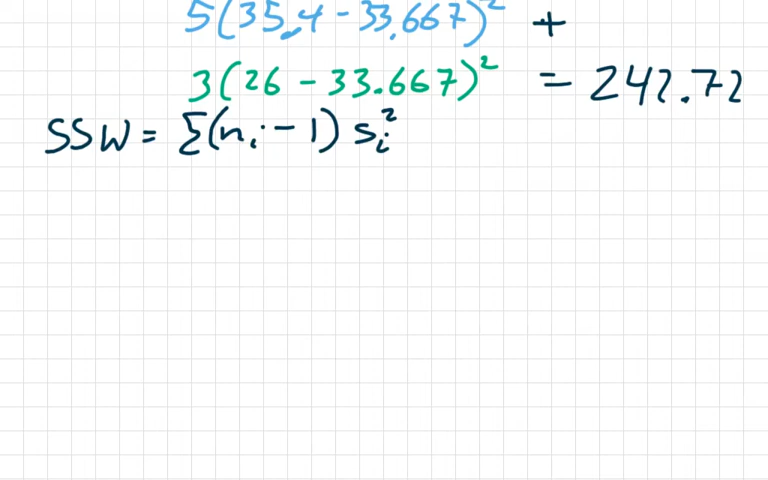 5(35.4 - 33.667)² +
3(26 - 33.667)² = 242.72
SSW = Σ(nᵢ - 1) sᵢ²